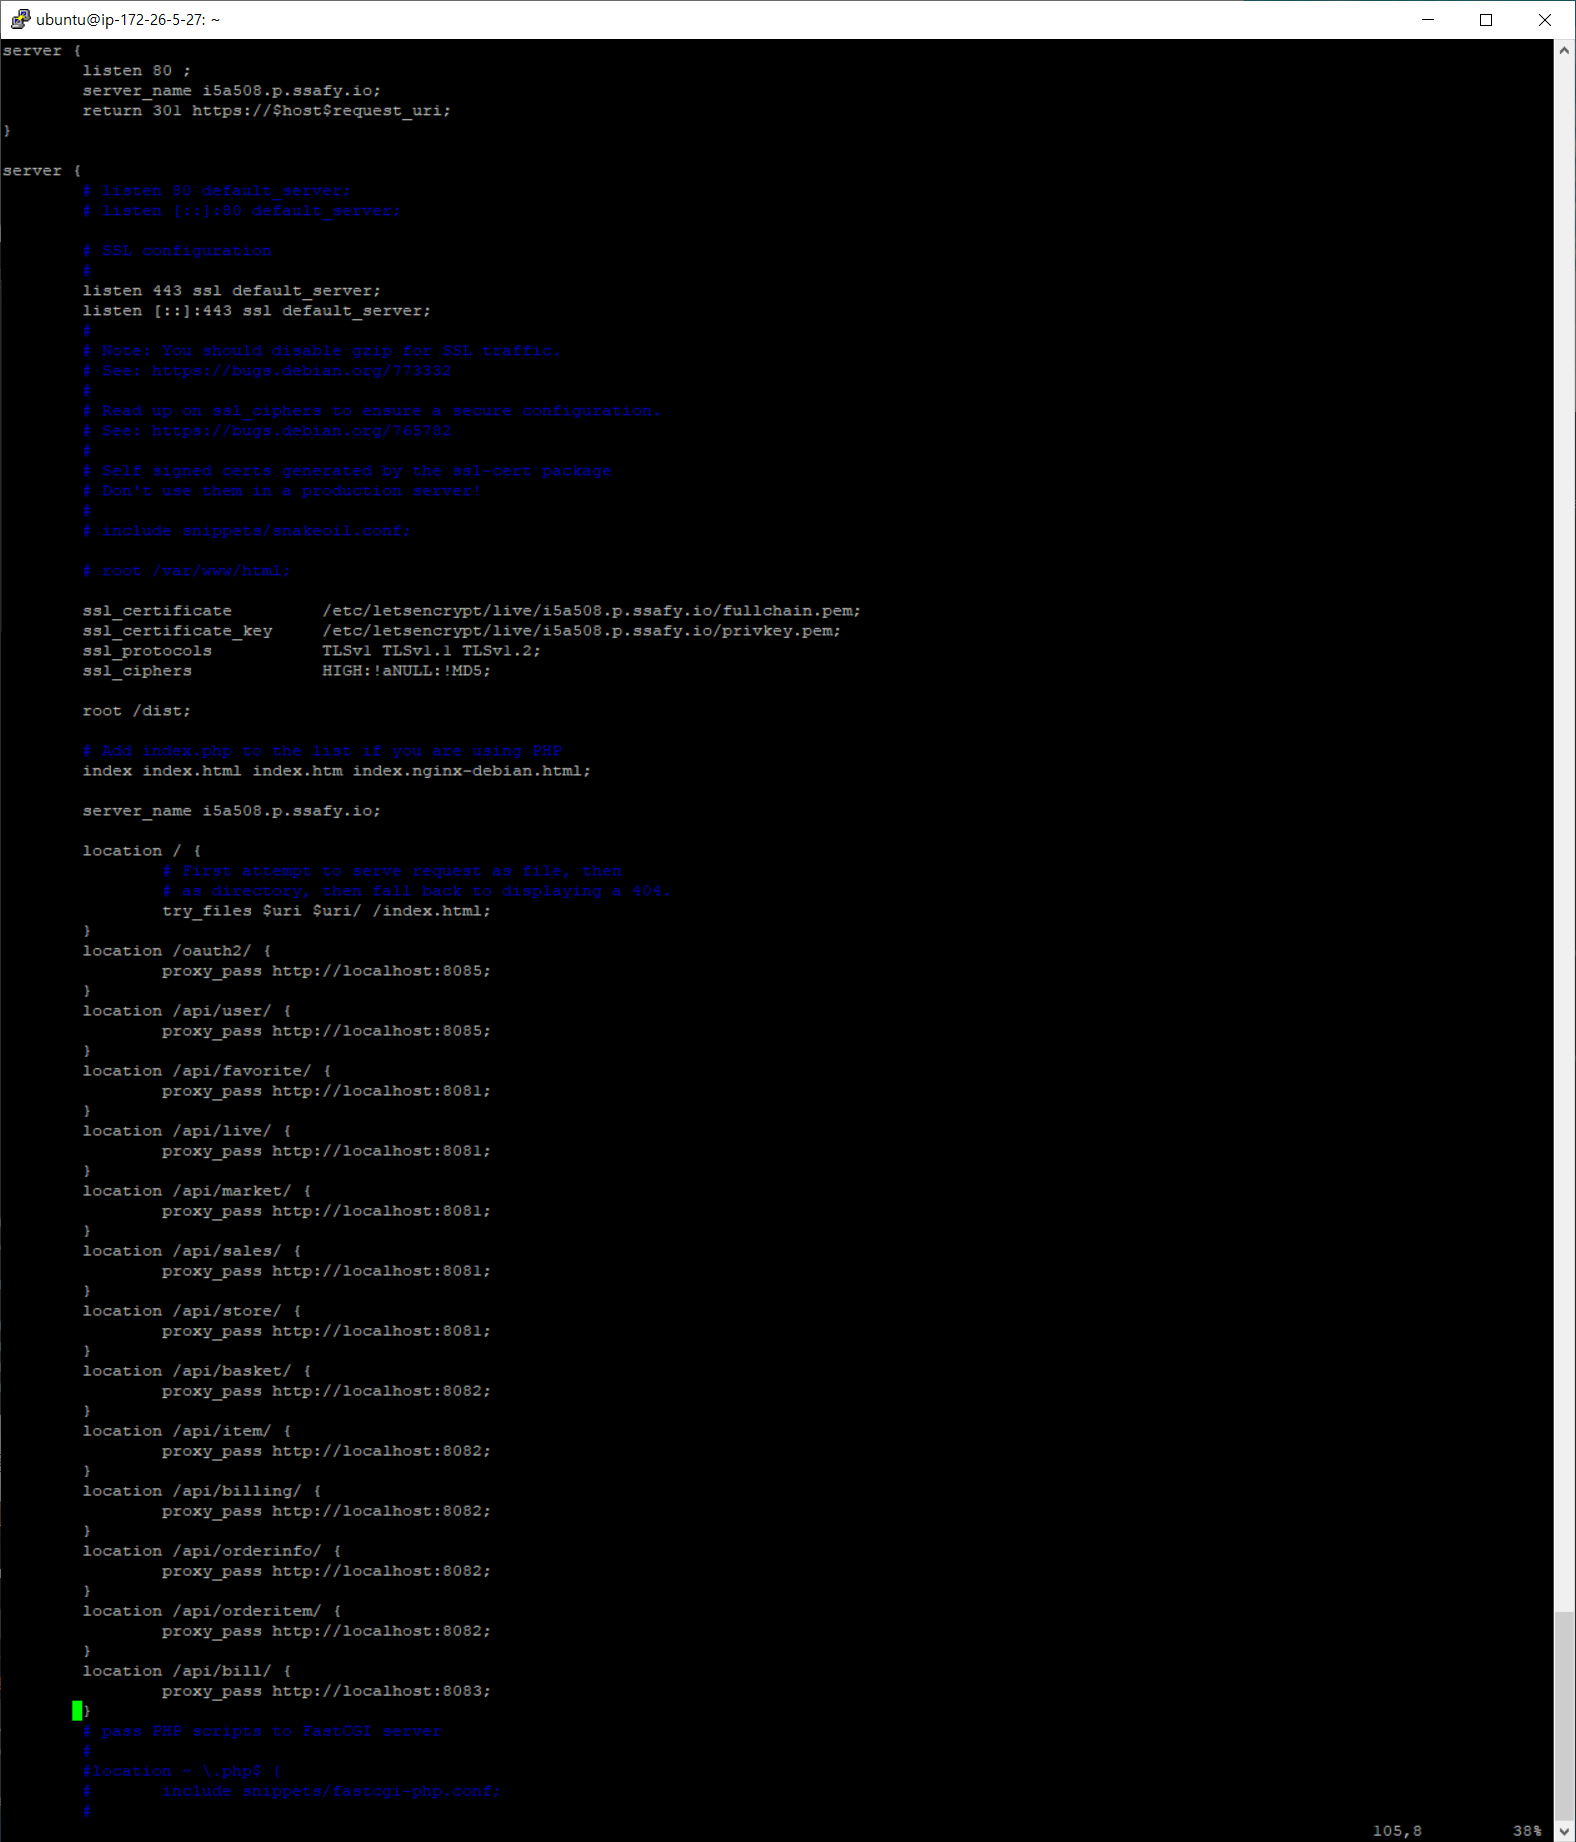 ubuntu@ip-172-26-5-27: ~
server {
listen 80 ;
server_name i5a508.p.ssafy.io;
return 301 https://$host$request_uri;
}
server {
# listen 80 default_server;
# listen [::]:80 default_server;
# SSL configuration
#
listen 443 ssl default_server;
listen [::]:443 ssl default_server;
#
# Note: You should disable gzip for SSL traffic.
# See: https://bugs.debian.org/773332
#
# Read up on ssl_ciphers to ensure a secure configuration.
# See: https://bugs.debian.org/765782
#
# Self signed certs generated by the ssl-cert package
# Don't use them in a production server!
#
# include snippets/snakeoil.conf;
# root /var/www/html;
ssl_certificate /etc/letsencrypt/live/i5a508.p.ssafy.io/fullchain.pem;
ssl_certificate_key /etc/letsencrypt/live/i5a508.p.ssafy.io/privkey.pem;
ssl_protocols TLSv1 TLSv1.1 TLSv1.2;
ssl_ciphers HIGH:!aNULL:!MD5;
root /dist;
# Add index.php to the list if you are using PHP
index index.html index.htm index.nginx-debian.html;
server_name i5a508.p.ssafy.io;
location / {
# First attempt to serve request as file, then
# as directory, then fall back to displaying a 404.
try_files $uri $uri/ /index.html;
}
location /oauth2/ {
proxy_pass http://localhost:8085;
}
location /api/user/ {
proxy_pass http://localhost:8085;
}
location /api/favorite/ {
proxy_pass http://localhost:8081;
}
location /api/live/ {
proxy_pass http://localhost:8081;
}
location /api/market/ {
proxy_pass http://localhost:8081;
}
location /api/sales/ {
proxy_pass http://localhost:8081;
}
location /api/store/ {
proxy_pass http://localhost:8081;
}
location /api/basket/ {
proxy_pass http://localhost:8082;
}
location /api/item/ {
proxy_pass http://localhost:8082;
}
location /api/billing/ {
proxy_pass http://localhost:8082;
}
location /api/orderinfo/ {
proxy_pass http://localhost:8082;
}
location /api/orderitem/ {
proxy_pass http://localhost:8082;
}
location /api/bill/ {
proxy_pass http://localhost:8083;
}
# pass PHP scripts to FastCGI server
#
#location ~ \.php$ {
# include snippets/fastcgi-php.conf;
#
105,8 38%